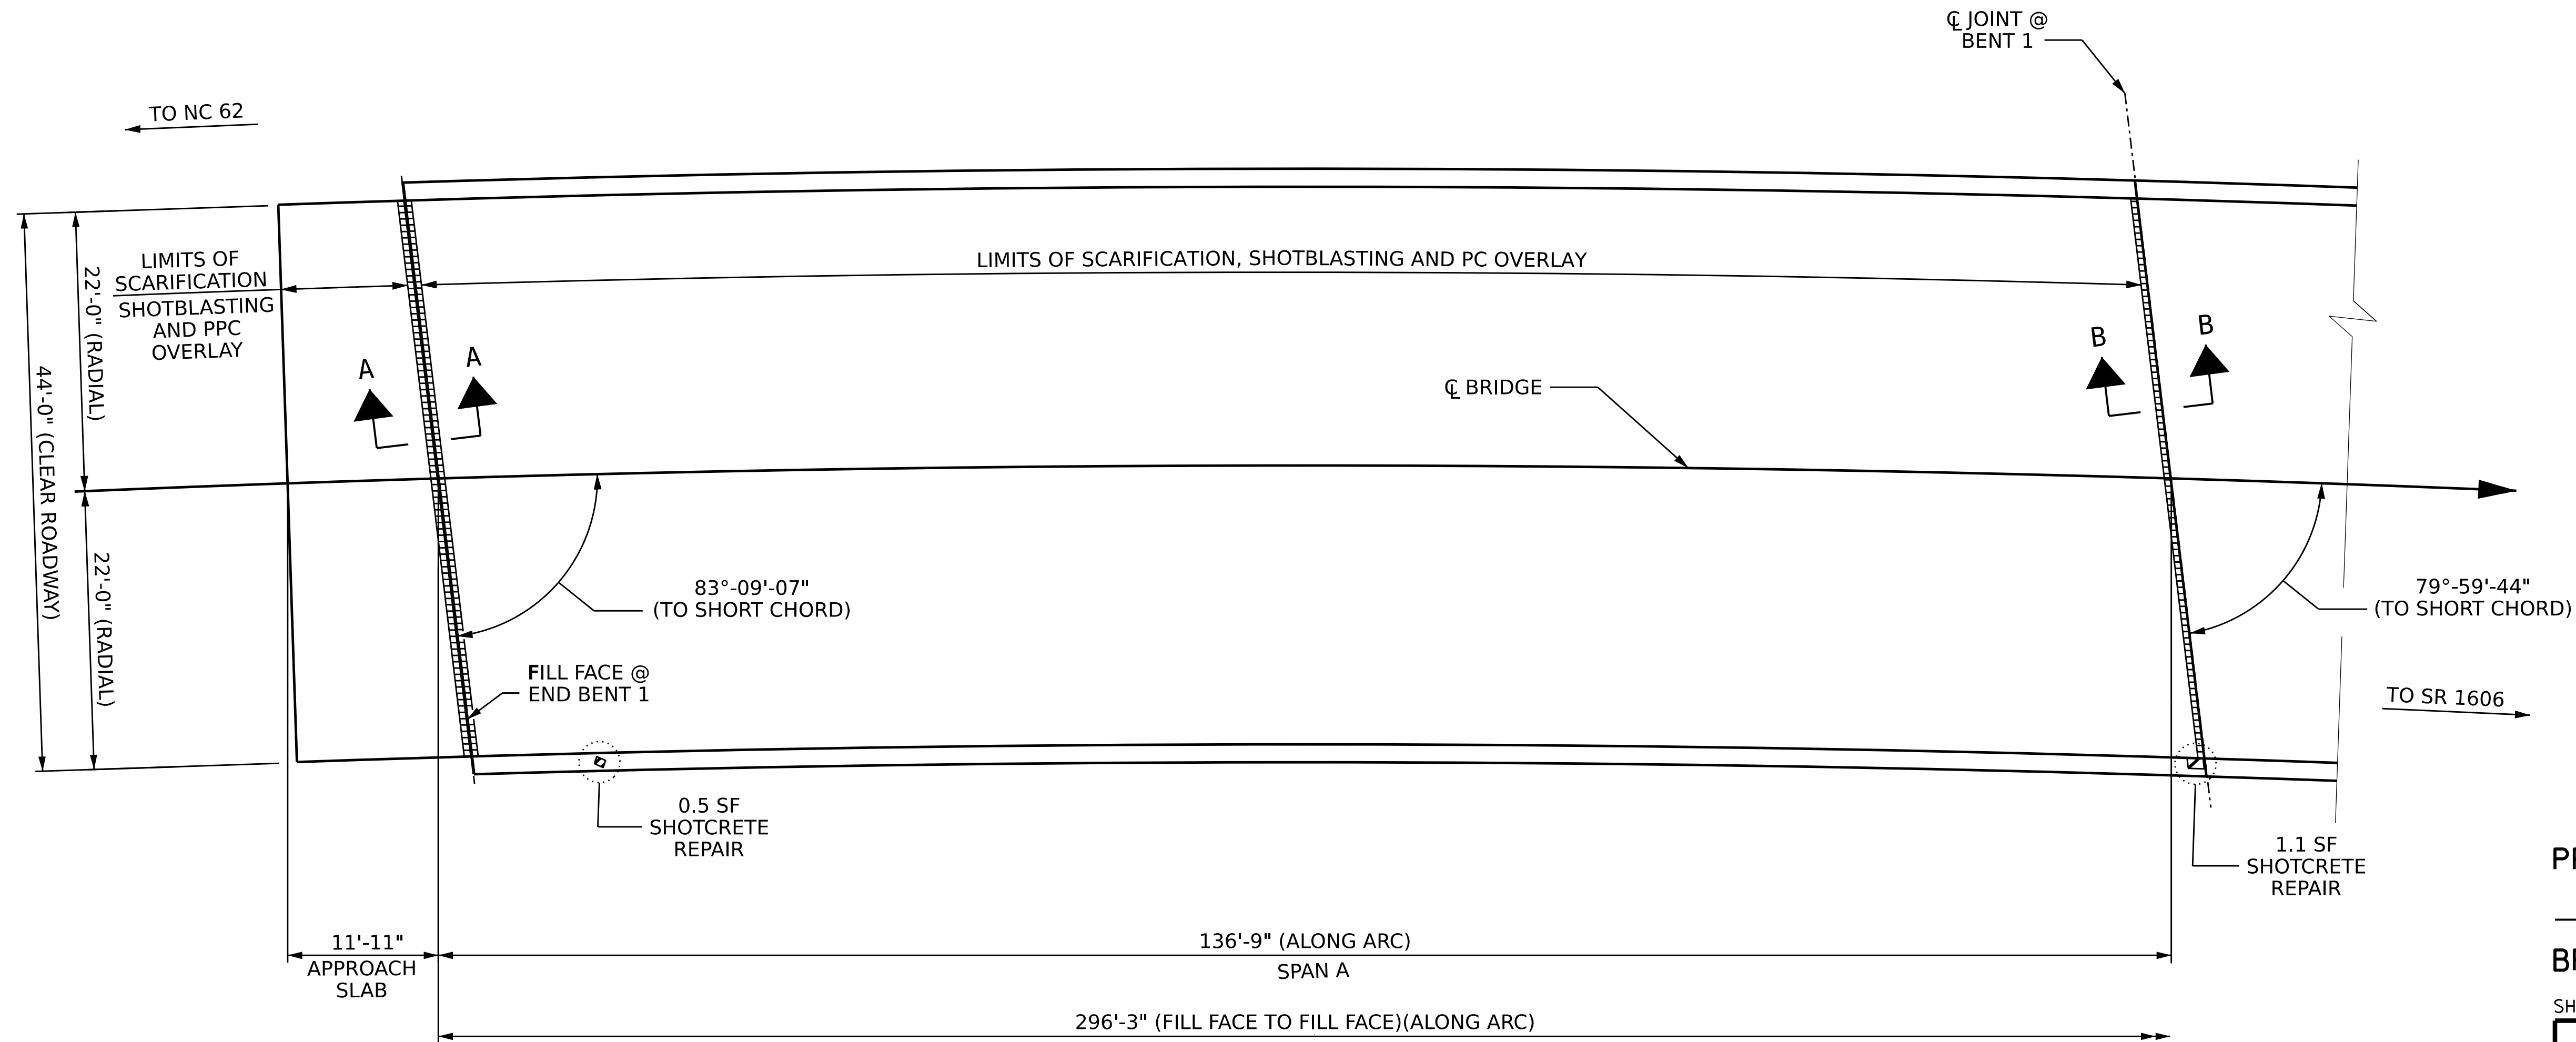 ℄ JOINT @
BENT 1
TO NC 62
LIMITS OF
SCARIFICATION
SHOTBLASTING
AND PPC
OVERLAY
22'-0" (RADIAL)
44'-0" (CLEAR ROADWAY)
22'-0" (RADIAL)
LIMITS OF SCARIFICATION, SHOTBLASTING AND PC OVERLAY
A
A
B
B
℄ BRIDGE
83°-09'-07"
(TO SHORT CHORD)
79°-59'-44"
(TO SHORT CHORD)
FILL FACE @
END BENT 1
TO SR 1606
0.5 SF
SHOTCRETE
REPAIR
1.1 SF
SHOTCRETE
REPAIR
11'-11"
APPROACH
SLAB
136'-9" (ALONG ARC)
SPAN A
296'-3" (FILL FACE TO FILL FACE)(ALONG ARC)
SH